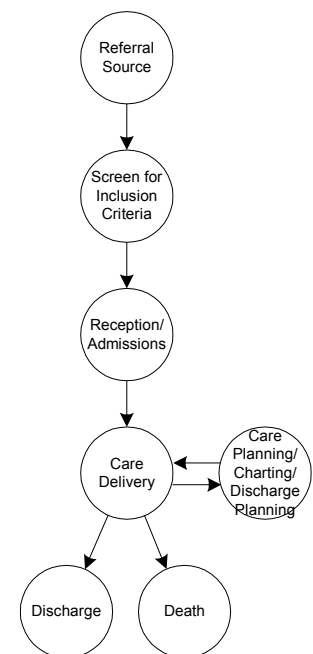 Referral
Source
Screen for
Inclusion
Criteria
Reception/
Admissions
Care
Delivery
Care
Planning/
Charting/
Discharge
Planning
Discharge
Death